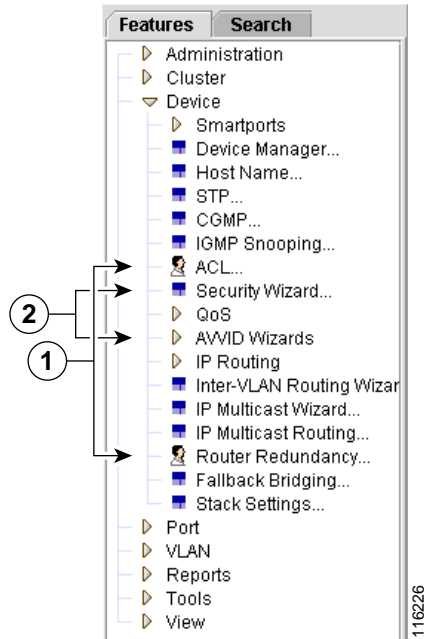 Features Search
Administration
Cluster
Device
Smartports
Device Manager...
Host Name...
STP...
CGMP...
IGMP Snooping...
ACL...
Security Wizard...
2
QoS
AVVID Wizards
1
IP Routing
Inter-VLAN Routing Wizar
IP Multicast Wizard...
IP Multicast Routing...
Router Redundancy...
Fallback Bridging...
Stack Settings...
Port
VLAN
Reports
Tools
View
116226